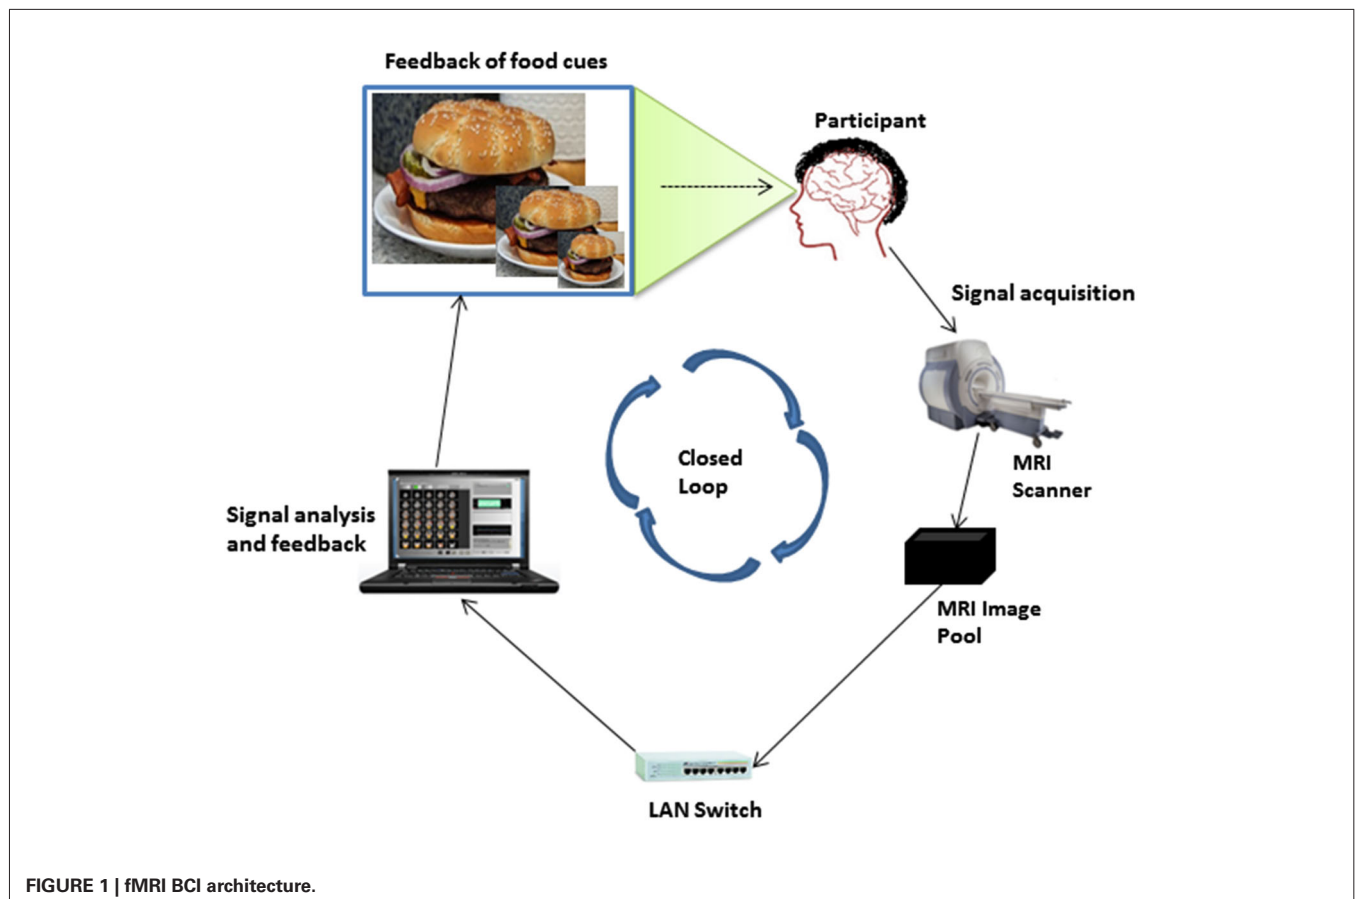 Feedback of food cues
Participant
Signal acquisition
MRI
Scanner
Closed
Loop
Signal analysis
and feedback
MRI Image
Pool
LAN Switch
FIGURE 1 | fMRI BCI architecture.